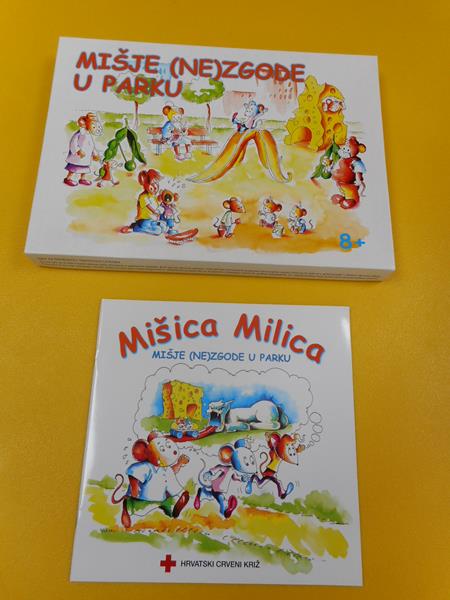 MIŠJE (NE)ZGODE
U PARKU
8+
Mišica Milica
MIŠJE (NE)ZGODE U PARKU
HRVATSKI CRVENI KRIŽ